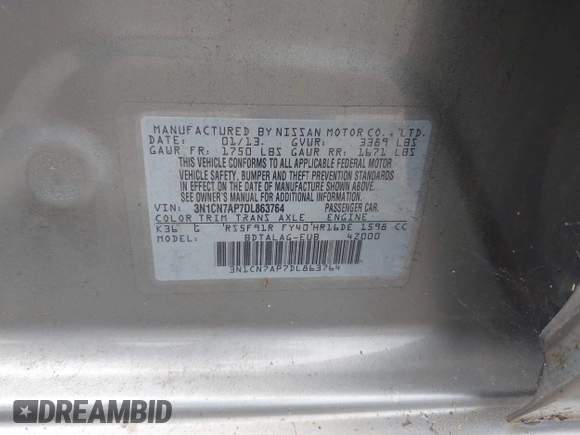 MANUFACTURED BY NISSAN MOTOR CO., LTD.
DATE: 01/13. GVWR: 3389 LBS
GAWR FR: 1750 LBS GAWR RR: 1671 LBS
THIS VEHICLE CONFORMS TO ALL APPLICABLE FEDERAL MOTOR
VEHICLE SAFETY, BUMPER AND THEFT PREVENTION STANDARDS
IN EFFECT ON THE DATE OF MANUFACTURE SHOWN ABOVE.
SEE OWNER'S MANUAL FOR ADDITIONAL INFORMATION.
VIN: 3N1CN7AP7DL863764 PASSENGER CAR.
COLOR TRIM TRANS AXLE ENGINE
K36 G RS5F91R FY40 HR16DE 1598 CC
MODEL: BDTALAG-EUB 42000
3N1CN7AP7DL863764
DREAMBID